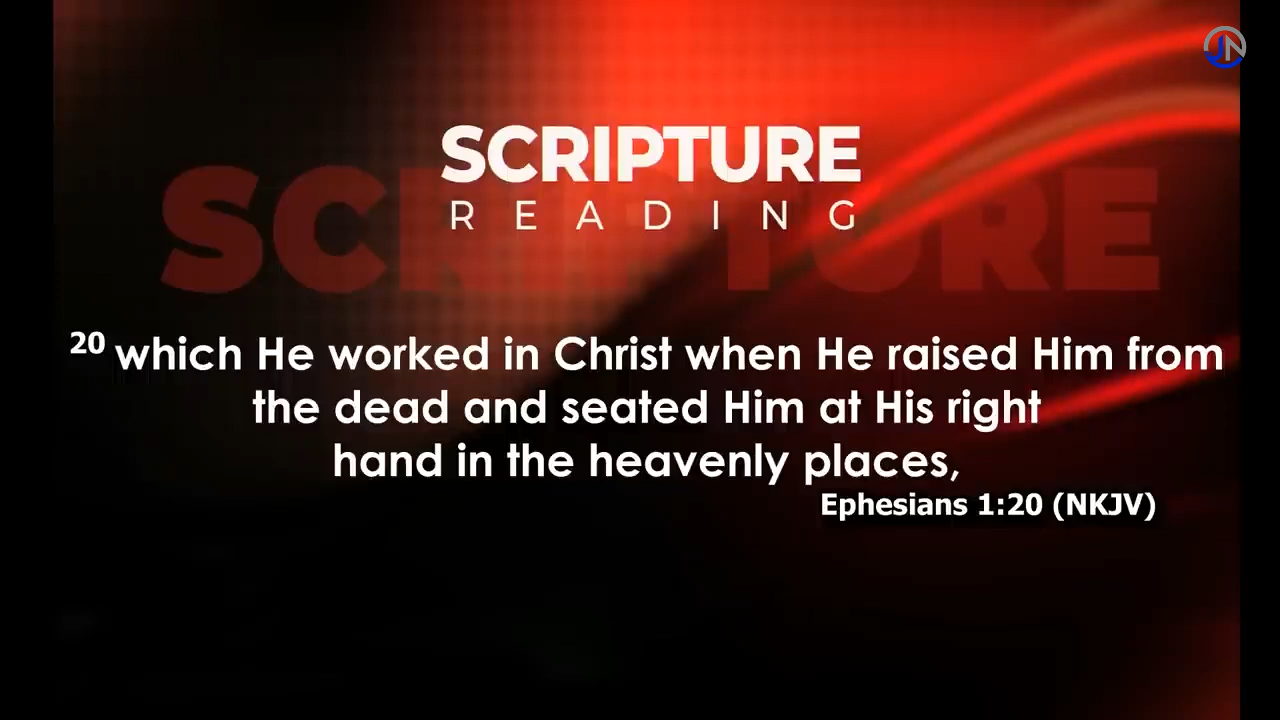 SCRIPTURE
READING
SCRIPTURE
20 which He worked in Christ when He raised Him from
the dead and seated Him at His right
hand in the heavenly places,
Ephesians 1:20 (NKJV)